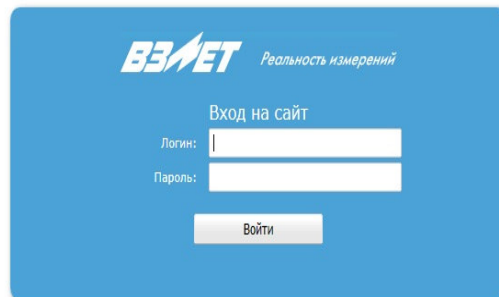 ВЗЛЕТ Реальность измерений
Вход на сайт
Логин:
Пароль:
Войти